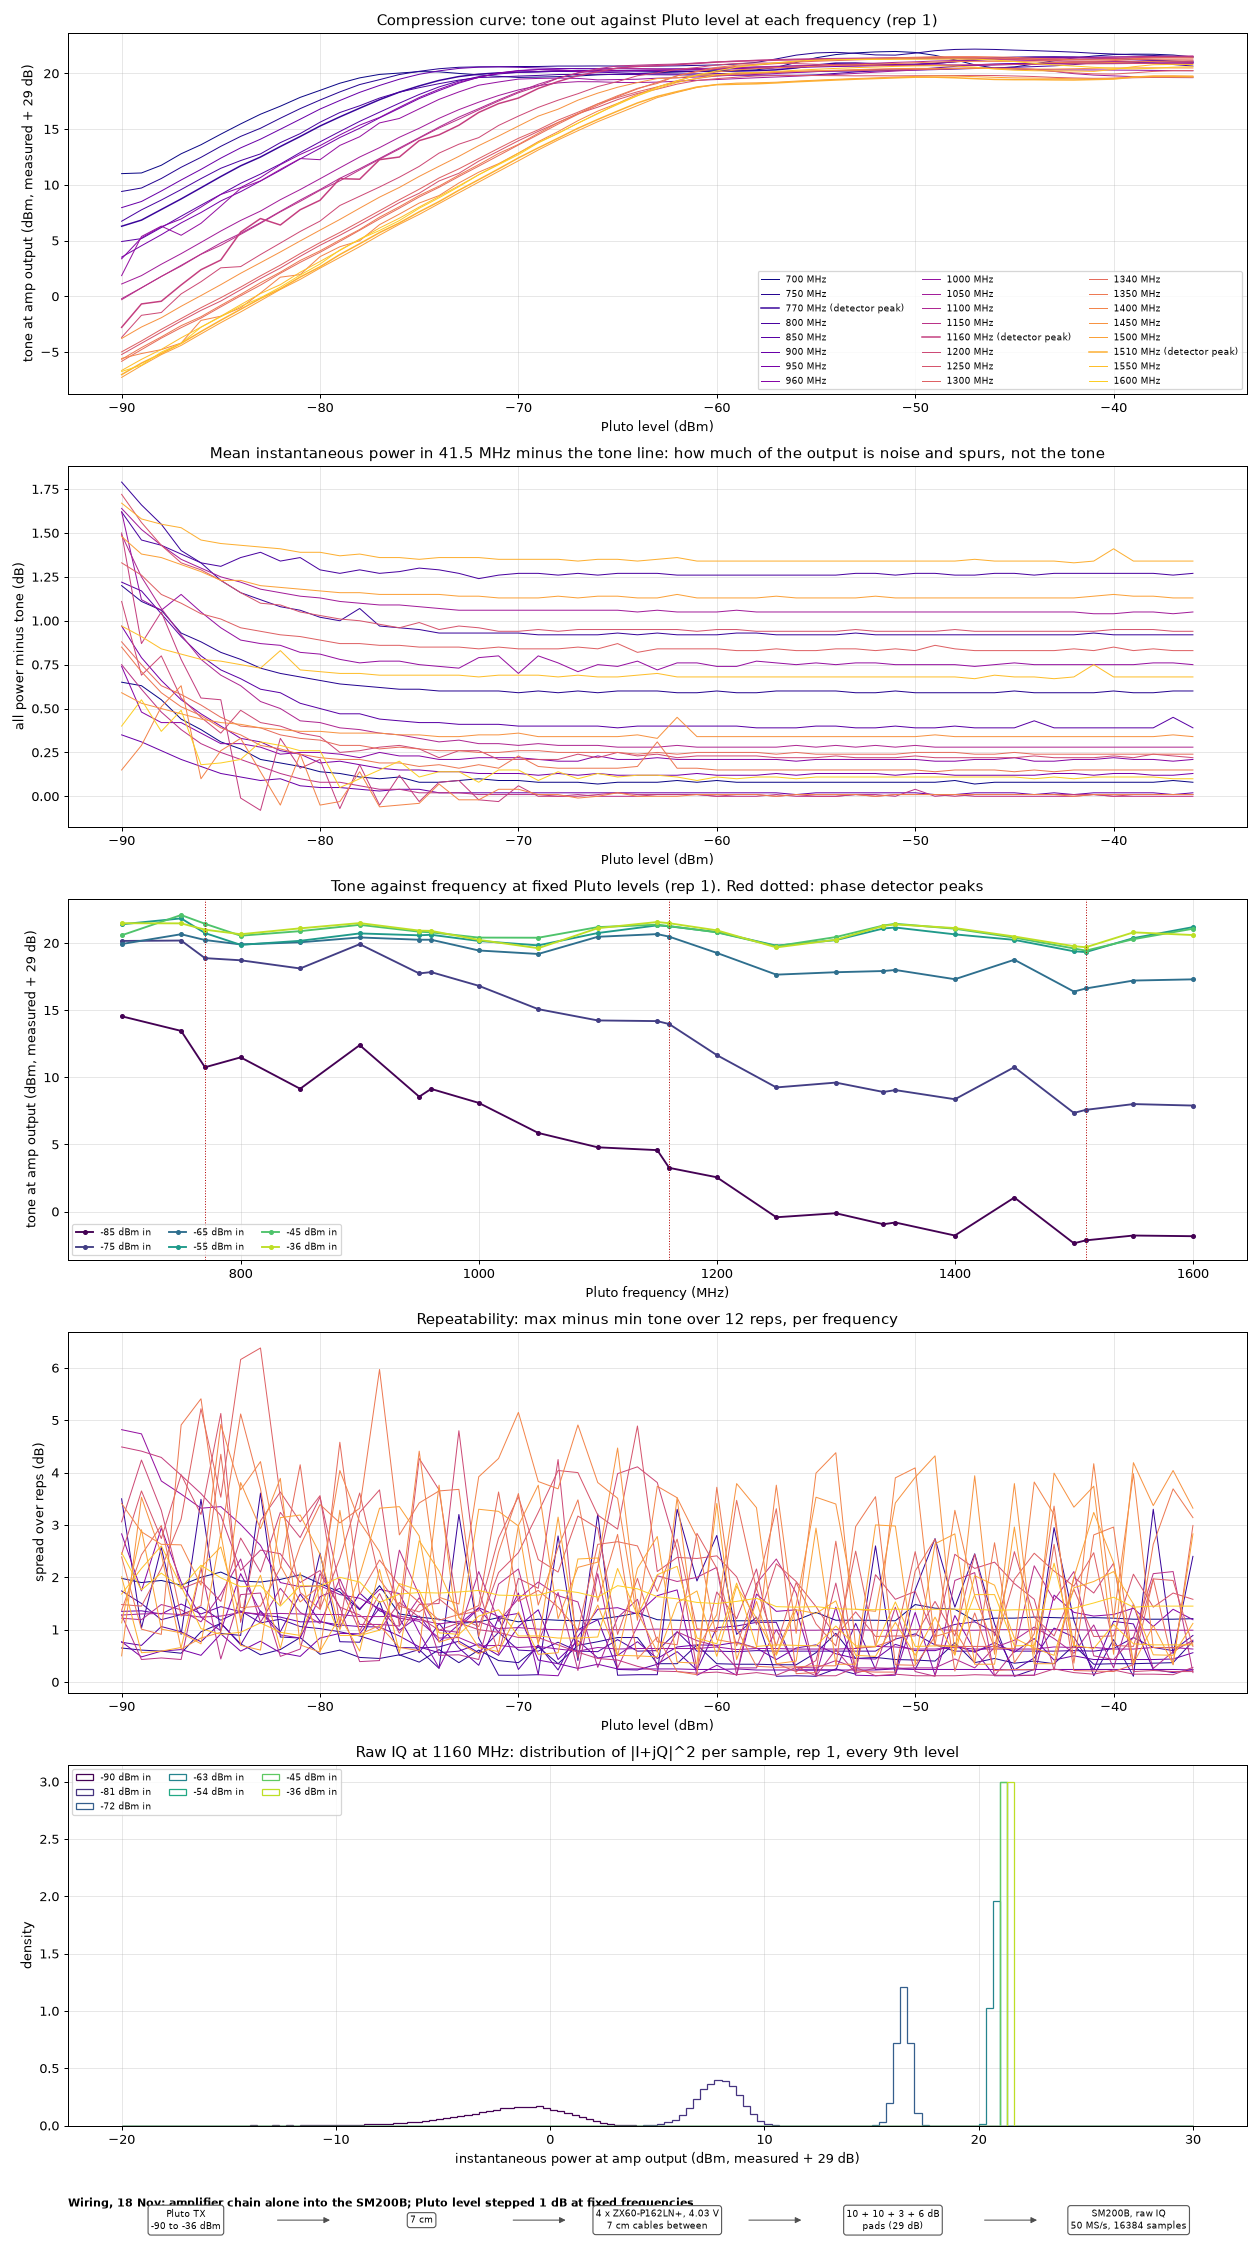 Compression curve: tone out against Pluto level at each frequency (rep 1)
tone at amp output (dBm, measured + 29 dB)
20
15
10
5
0
−5
700 MHz
750 MHz
770 MHz (detector peak)
800 MHz
850 MHz
900 MHz
950 MHz
960 MHz
1000 MHz
1050 MHz
1100 MHz
1150 MHz
1160 MHz (detector peak)
1200 MHz
1250 MHz
1300 MHz
1340 MHz
1350 MHz
1400 MHz
1450 MHz
1500 MHz
1510 MHz (detector peak)
1550 MHz
1600 MHz
−90 −80 −70 −60 −50 −40
Pluto level (dBm)
Mean instantaneous power in 41.5 MHz minus the tone line: how much of the output is noise and spurs, not the tone
all power minus tone (dB)
1.75
1.50
1.25
1.00
0.75
0.50
0.25
0.00
−90 −80 −70 −60 −50 −40
Pluto level (dBm)
Tone against frequency at fixed Pluto levels (rep 1). Red dotted: phase detector peaks
tone at amp output (dBm, measured + 29 dB)
20
15
10
5
0
-85 dBm in
-75 dBm in
-65 dBm in
-55 dBm in
-45 dBm in
-36 dBm in
800 1000 1200 1400 1600
Pluto frequency (MHz)
Repeatability: max minus min tone over 12 reps, per frequency
spread over reps (dB)
6
5
4
3
2
1
0
−90 −80 −70 −60 −50 −40
Pluto level (dBm)
Raw IQ at 1160 MHz: distribution of |I+jQ|^2 per sample, rep 1, every 9th level
density
3.0
2.5
2.0
1.5
1.0
0.5
0.0
-90 dBm in
-81 dBm in
-72 dBm in
-63 dBm in
-54 dBm in
-45 dBm in
-36 dBm in
−20 −10 0 10 20 30
instantaneous power at amp output (dBm, measured + 29 dB)
Wiring, 18 Nov: amplifier chain alone into the SM200B; Pluto level stepped 1 dB at fixed frequencies
Pluto TX
-90 to -36 dBm
7 cm
4 x ZX60-P162LN+, 4.03 V
7 cm cables between
10 + 10 + 3 + 6 dB
pads (29 dB)
SM200B, raw IQ
50 MS/s, 16384 samples